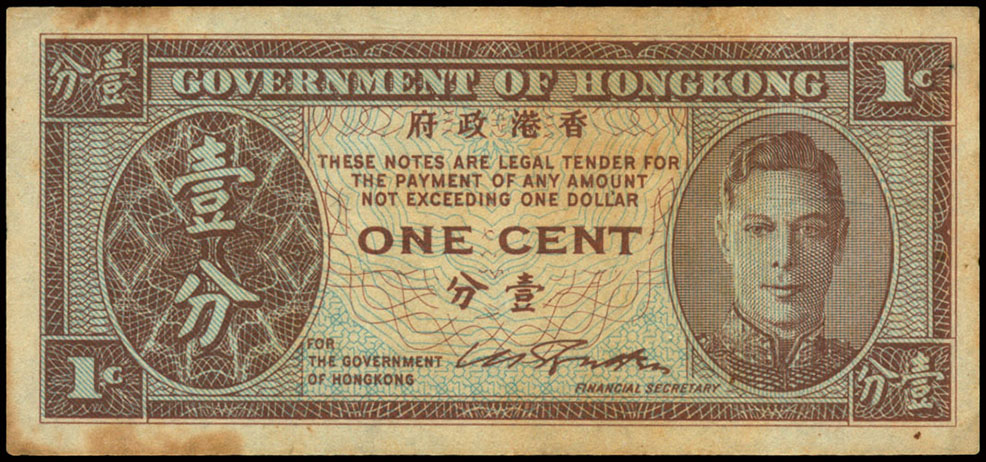 分壹
GOVERNMENT OF HONGKONG
1C
府政港香
THESE NOTES ARE LEGAL TENDER FOR
THE PAYMENT OF ANY AMOUNT
NOT EXCEEDING ONE DOLLAR
壹
分
ONE CENT
分壹
FOR
THE GOVERNMENT
OF HONGKONG
FINANCIAL SECRETARY
1C
分壹